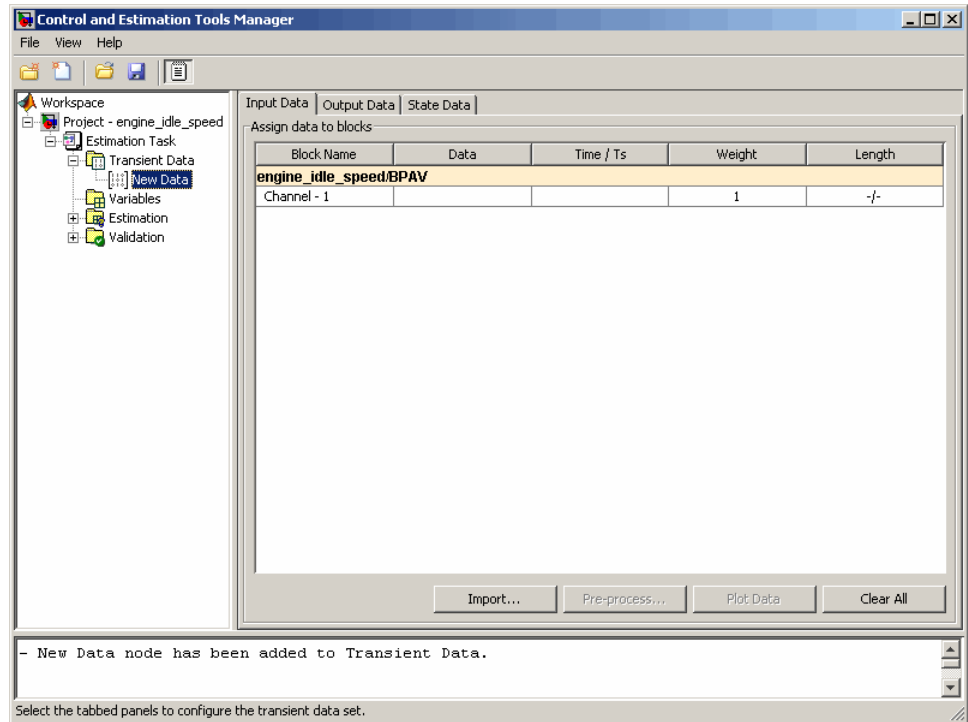 Control and Estimation Tools Manager
File View Help
Workspace
Project - engine_idle_speed
Estimation Task
Transient Data
New Data
Variables
Estimation
Validation
Input Data Output Data State Data
Assign data to blocks
Block Name Data Time / Ts Weight Length
engine_idle_speed/BPAV
Channel - 1 1 -/-
Import... Pre-process... Plot Data Clear All
- New Data node has been added to Transient Data.
Select the tabbed panels to configure the transient data set.